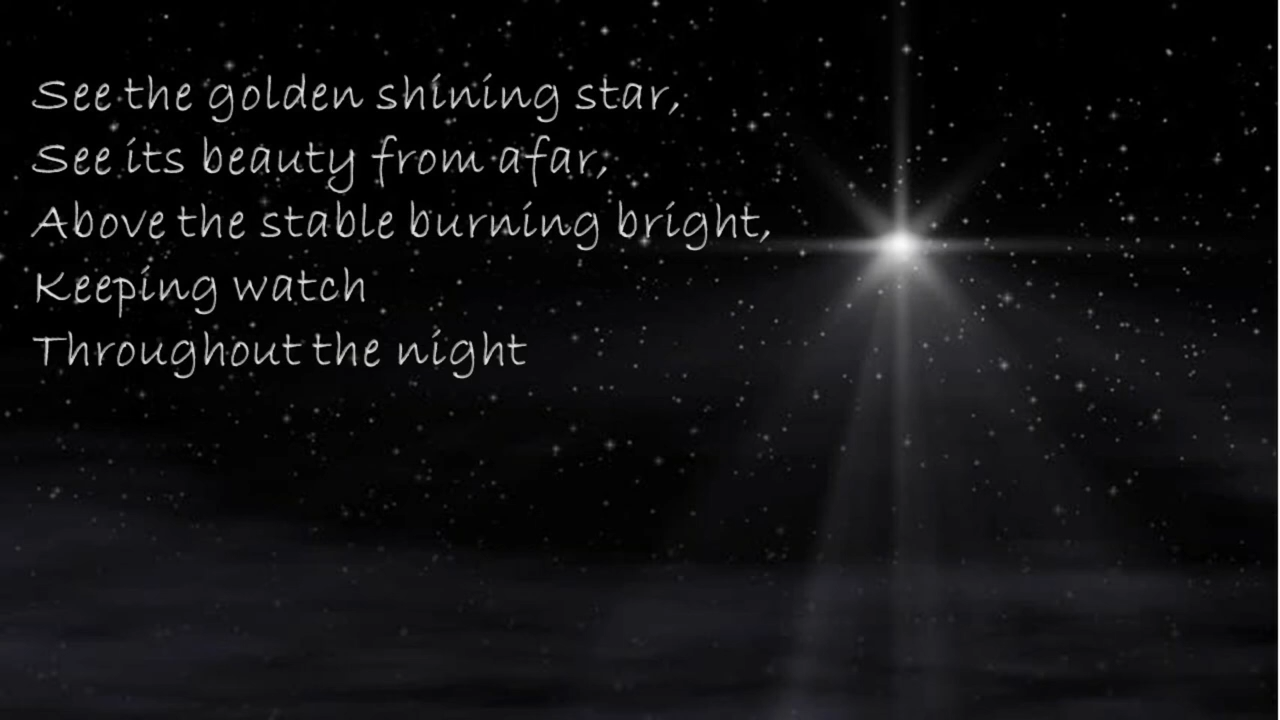 See the golden shining star,
See its beauty from afar,
Above the stable burning bright,
Keeping watch
Throughout the night